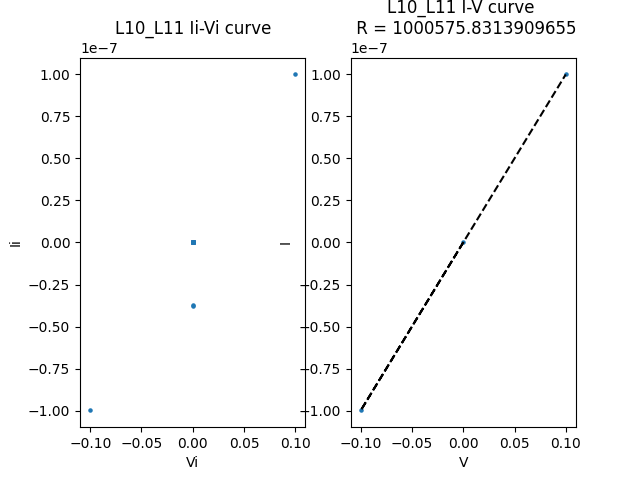 L10_L11 Ii-Vi curve
1e−7
1.00
0.75
0.50
0.25
0.00
−0.25
−0.50
−0.75
−1.00
Ii
−0.10 −0.05 0.00 0.05 0.10
Vi
L10_L11 I-V curve
R = 1000575.8313909655
1e−7
1.00
0.75
0.50
0.25
0.00
−0.25
−0.50
−0.75
−1.00
I
−0.10 −0.05 0.00 0.05 0.10
V